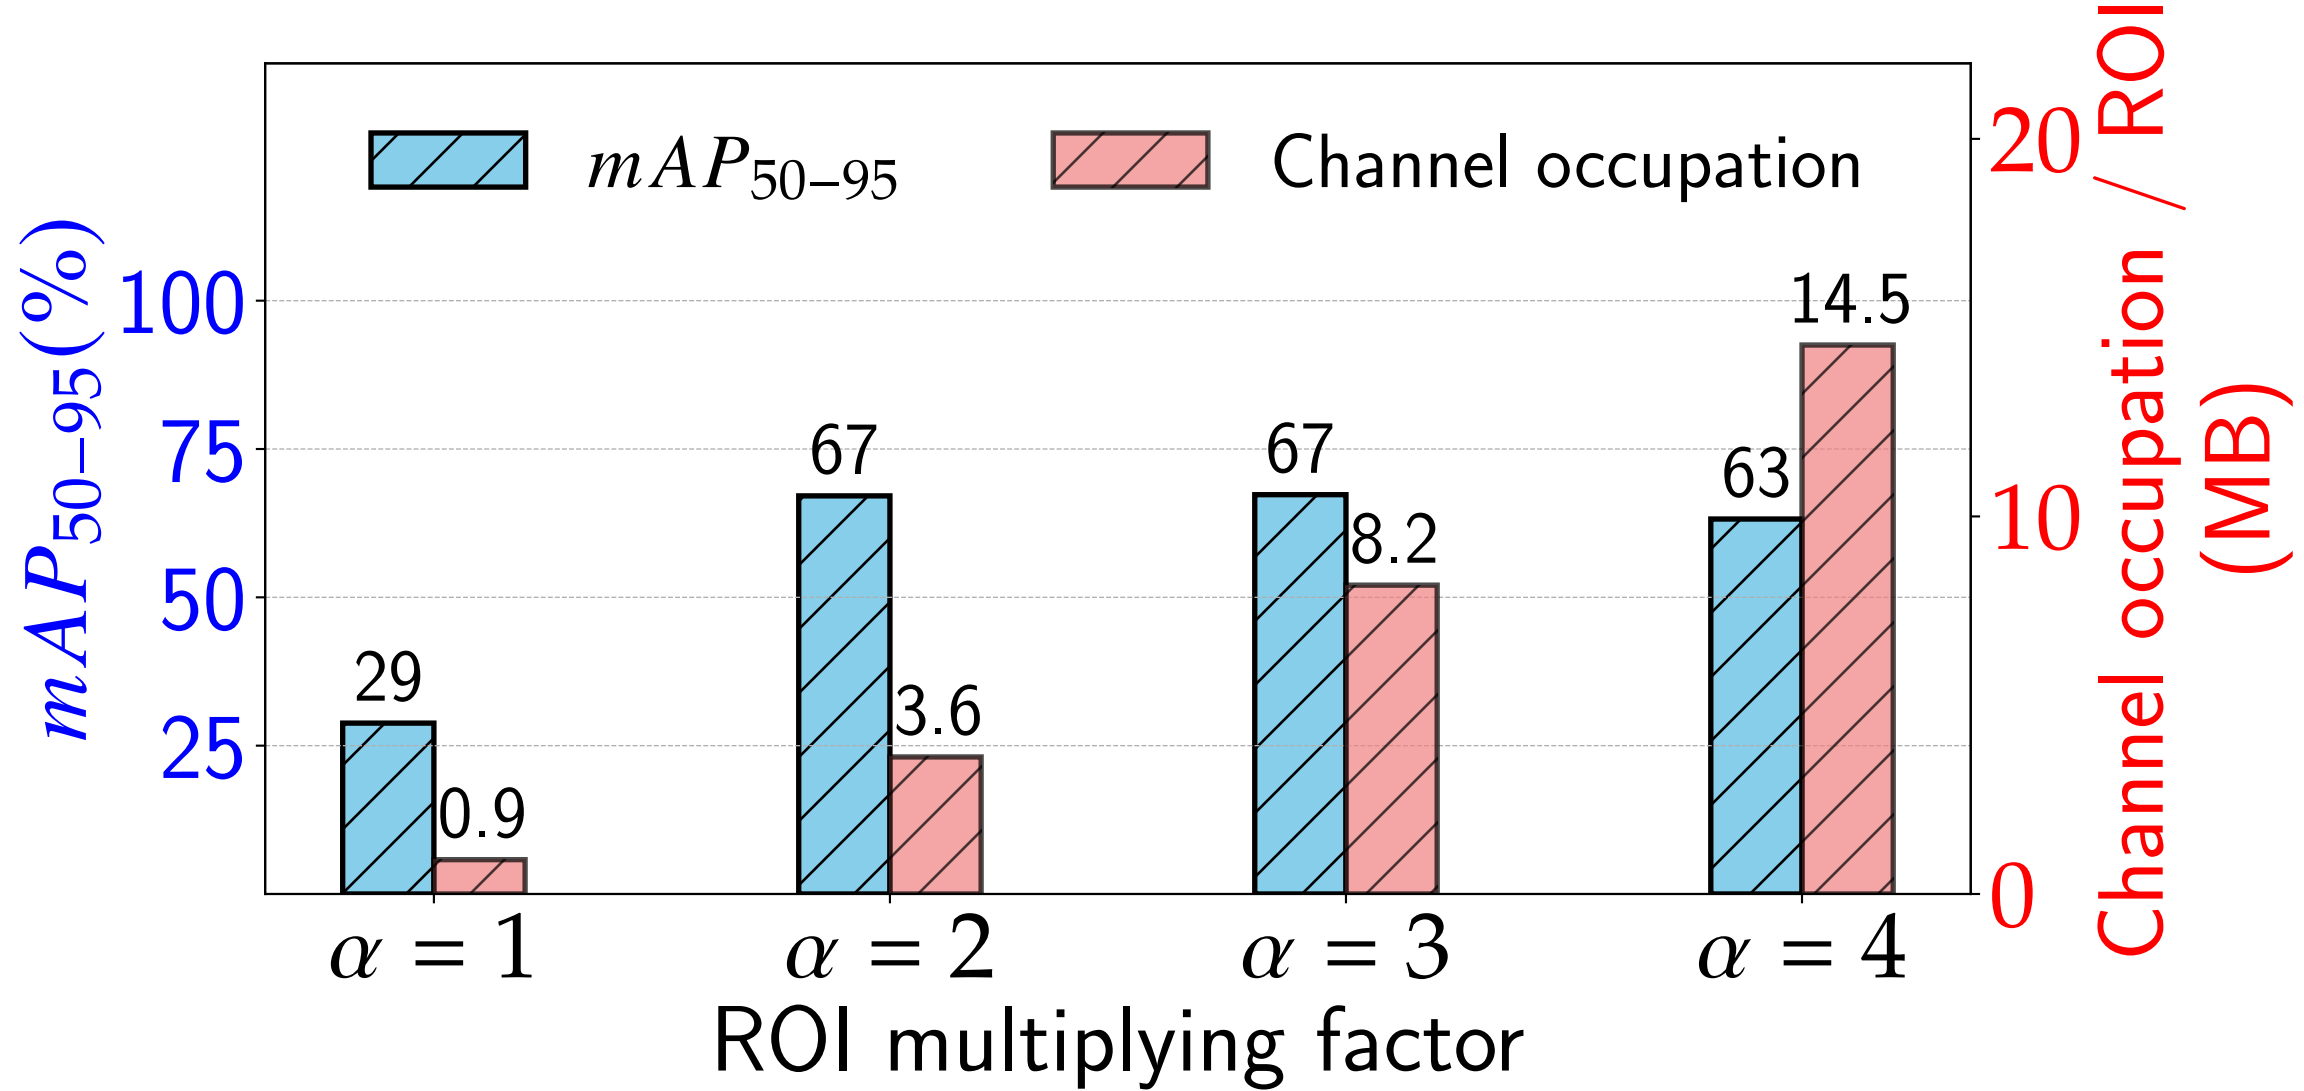 mAP50−95
Channel occupation
mAP50−95(%)
100
75
50
25
20
10
0
Channel occupation / ROI
(MB)
29
0.9
67
3.6
67
8.2
63
14.5
α = 1
α = 2
α = 3
α = 4
ROI multiplying factor